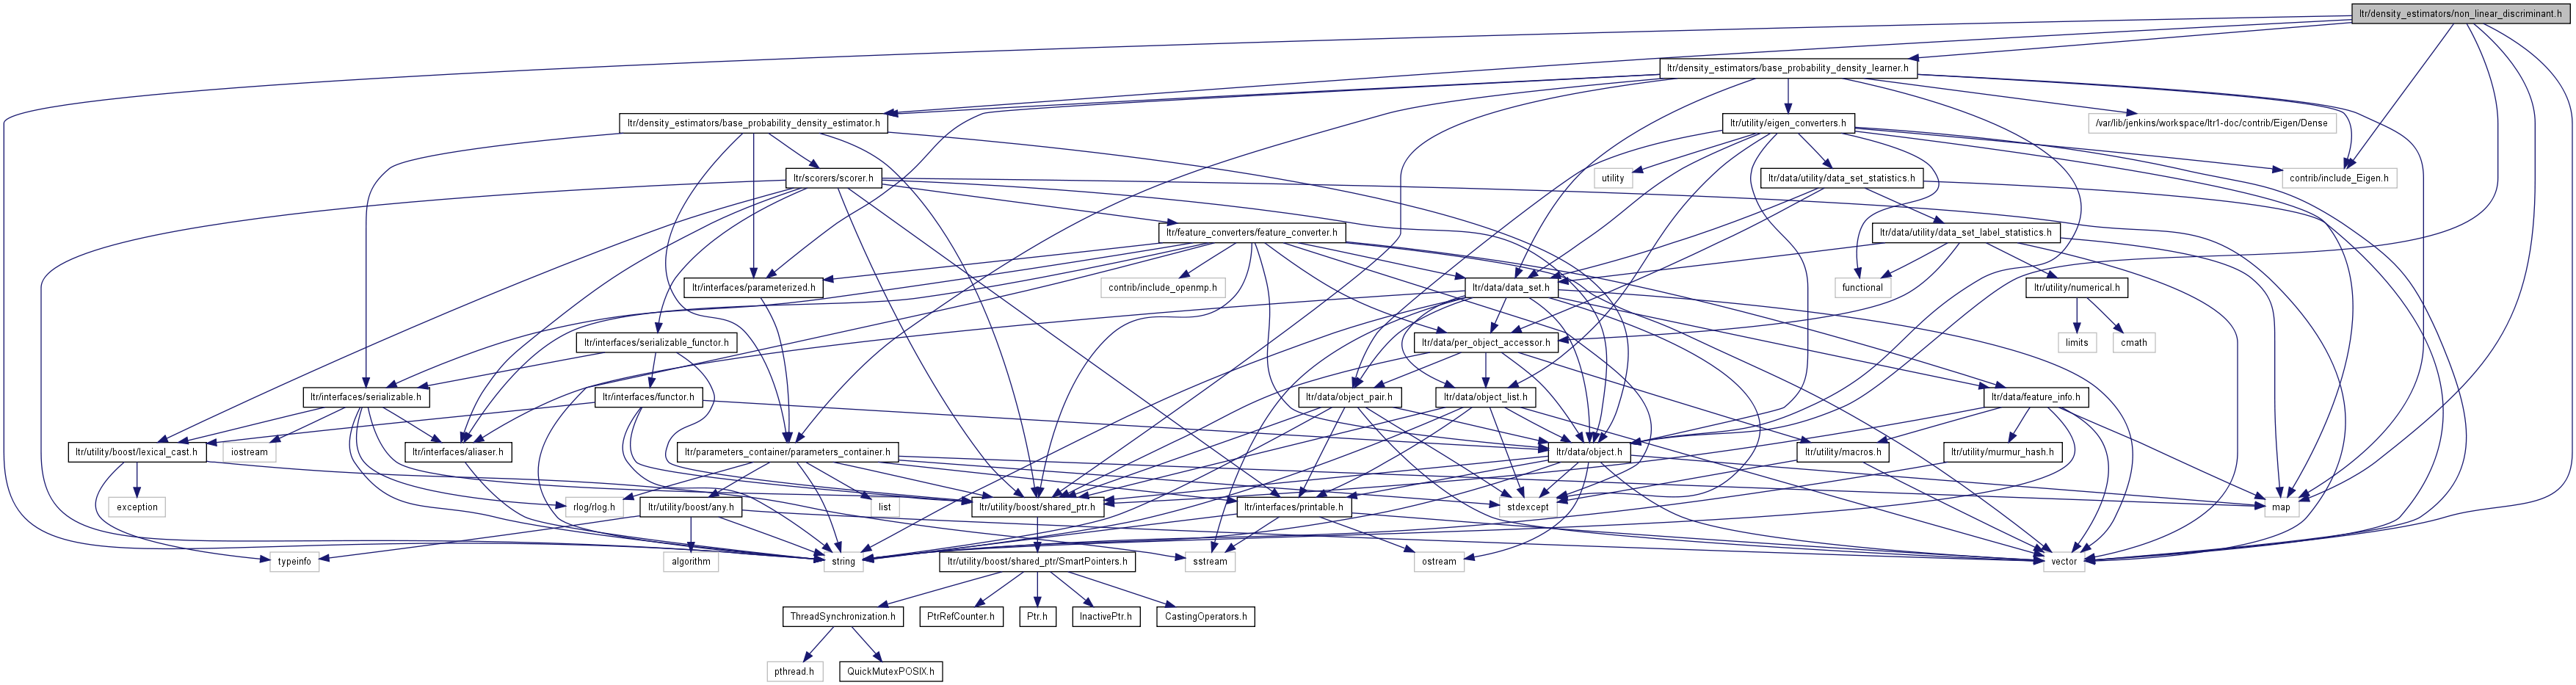 ltr/density_estimators/non_linear_discriminant.h
ltr/density_estimators/base_probability_density_learner.h
ltr/density_estimators/base_probability_density_estimator.h
ltr/utility/eigen_converters.h
/var/lib/jenkins/workspace/ltr1-doc/contrib/Eigen/Dense
ltr/scorers/scorer.h
utility
ltr/data/utility/data_set_statistics.h
contrib/include_Eigen.h
ltr/feature_converters/feature_converter.h
ltr/data/utility/data_set_label_statistics.h
ltr/interfaces/parameterized.h
contrib/include_openmp.h
ltr/data/data_set.h
functional
ltr/utility/numerical.h
ltr/interfaces/serializable_functor.h
ltr/data/per_object_accessor.h
limits
cmath
ltr/interfaces/serializable.h
ltr/interfaces/functor.h
ltr/data/object_pair.h
ltr/data/object_list.h
ltr/data/feature_info.h
ltr/utility/boost/lexical_cast.h
iostream
ltr/interfaces/aliaser.h
ltr/parameters_container/parameters_container.h
ltr/data/object.h
ltr/utility/macros.h
ltr/utility/murmur_hash.h
exception
rlog/rlog.h
ltr/utility/boost/any.h
list
ltr/utility/boost/shared_ptr.h
ltr/interfaces/printable.h
stdexcept
map
typeinfo
algorithm
string
ltr/utility/boost/shared_ptr/SmartPointers.h
sstream
ostream
vector
ThreadSynchronization.h
PtrRefCounter.h
Ptr.h
InactivePtr.h
CastingOperators.h
pthread.h
QuickMutexPOSIX.h